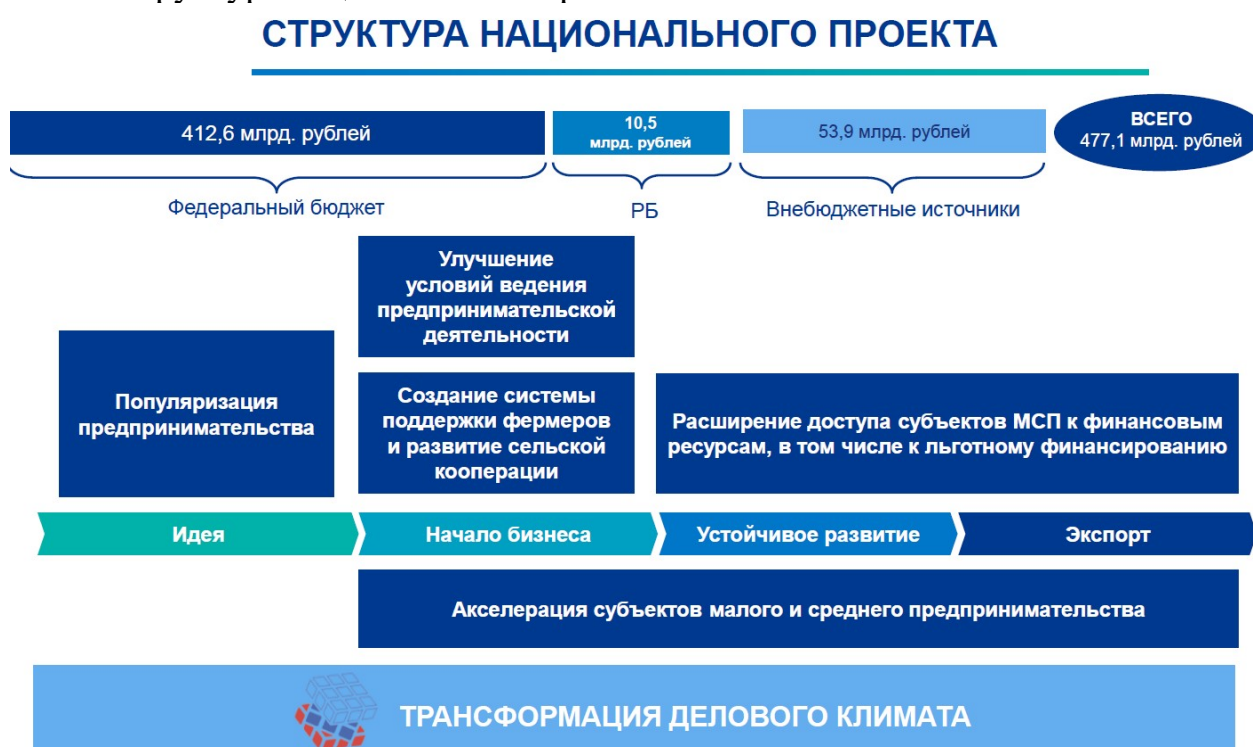 СТРУКТУРА НАЦИОНАЛЬНОГО ПРОЕКТА
412,6 млрд. рублей
10,5
млрд. рублей
53,9 млрд. рублей
ВСЕГО
477,1 млрд. рублей
Федеральный бюджет
РБ
Внебюджетные источники
Улучшение
условий ведения
предпринимательской
деятельности
Популяризация
предпринимательства
Создание системы
поддержки фермеров
и развитие сельской
кооперации
Расширение доступа субъектов МСП к финансовым
ресурсам, в том числе к льготному финансированию
Идея
Начало бизнеса
Устойчивое развитие
Экспорт
Акселерация субъектов малого и среднего предпринимательства
ТРАНСФОРМАЦИЯ ДЕЛОВОГО КЛИМАТА